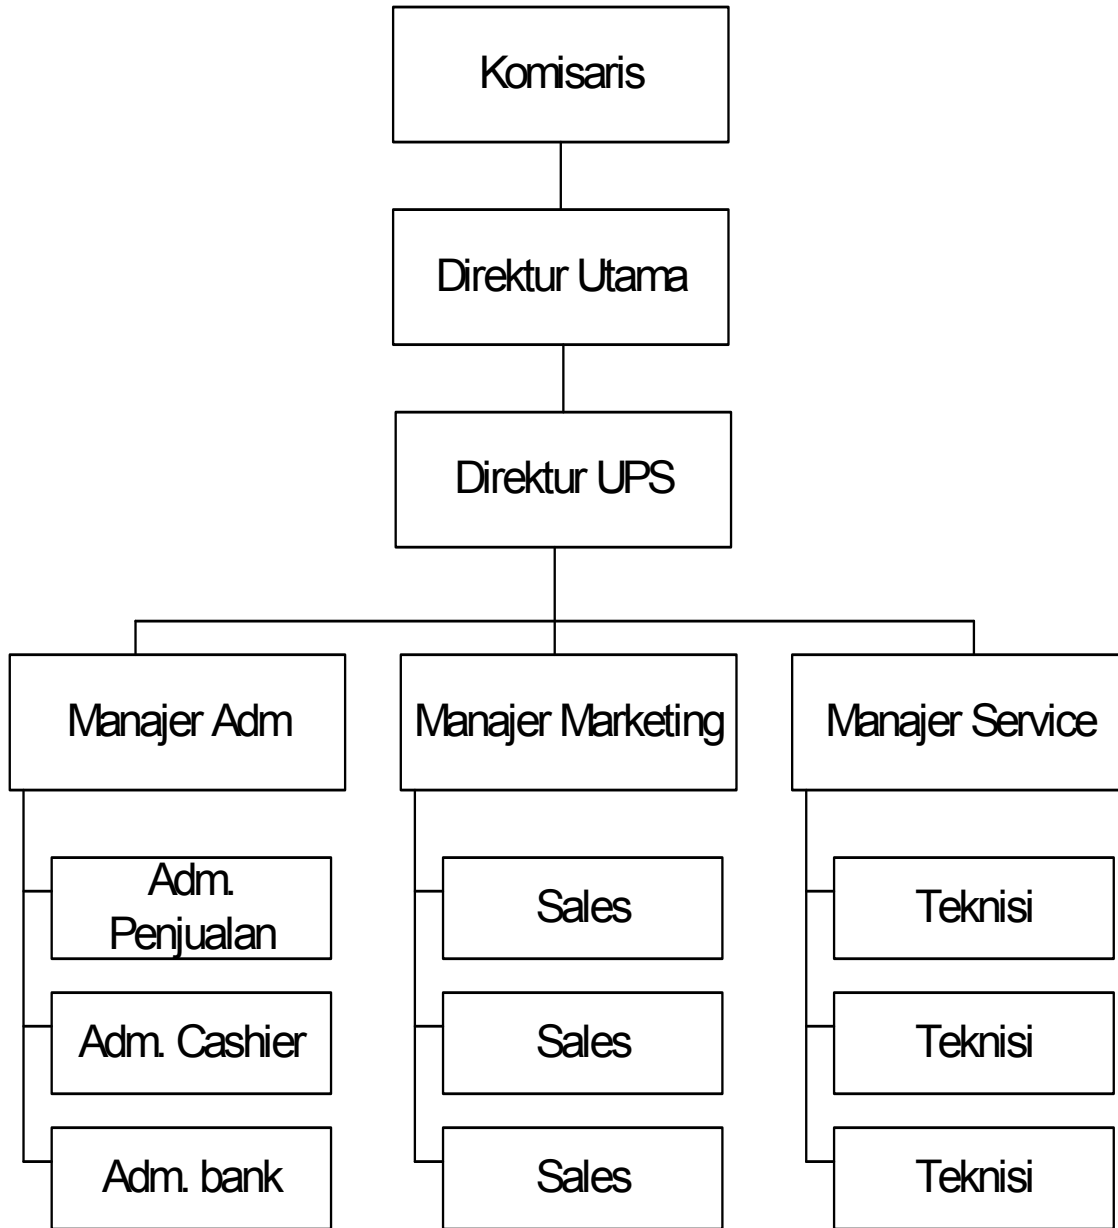 Komisaris
Direktur Utama
Direktur UPS
Manajer Adm
Manajer Marketing
Manajer Service
Adm.
Penjualan
Sales
Teknisi
Adm. Cashier
Sales
Teknisi
Adm. bank
Sales
Teknisi